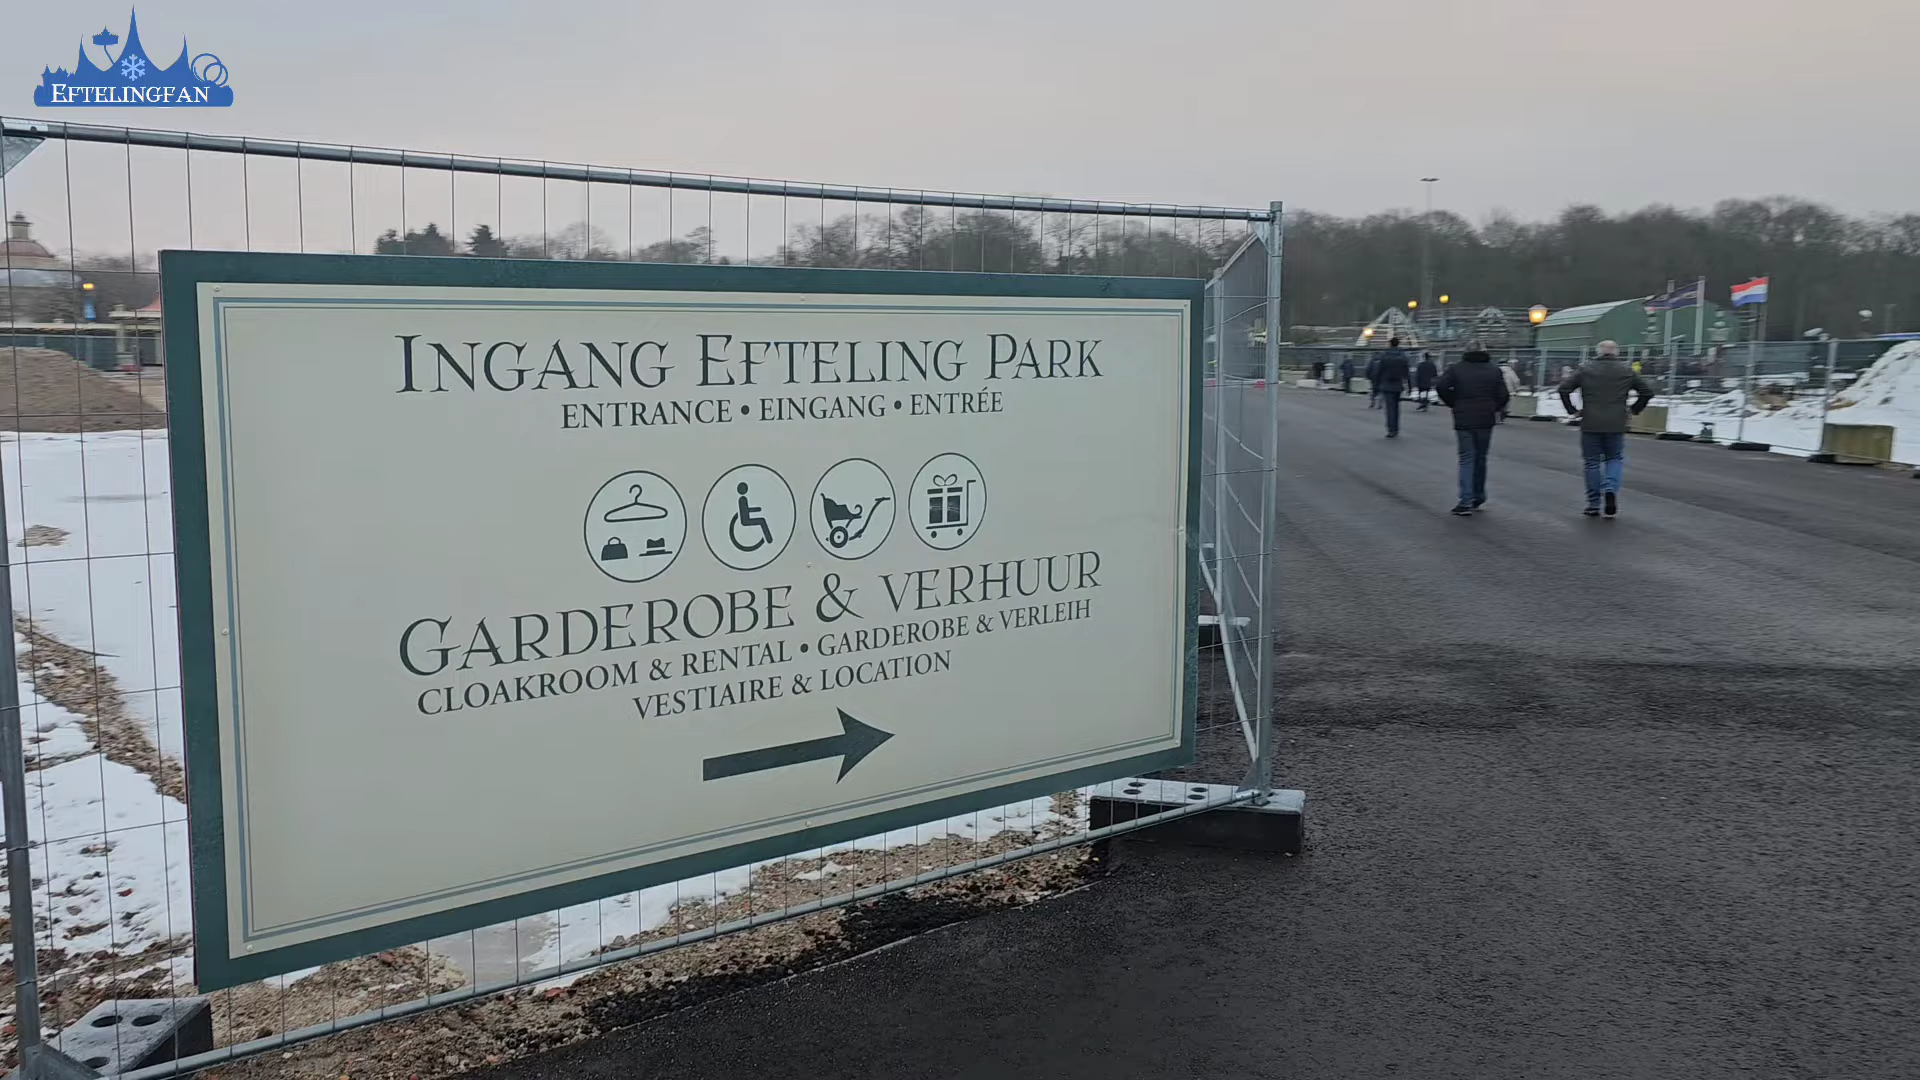 EFTELINGFAN
INGANG EFTELING PARK
ENTRANCE • EINGANG • ENTRÉE
GARDEROBE & VERHUUR
CLOAKROOM & RENTAL • GARDEROBE & VERLEIH
VESTIAIRE & LOCATION